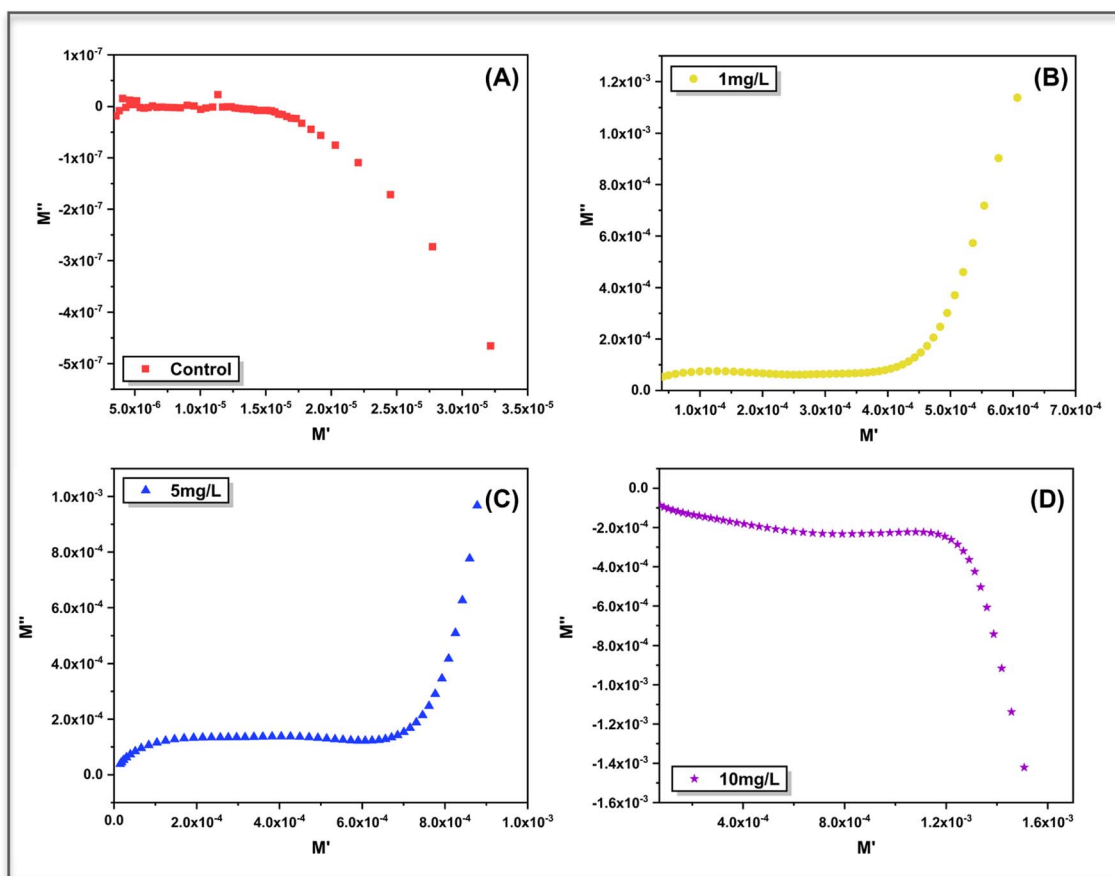 (A)
1x10⁻⁷
0
-1x10⁻⁷
-2x10⁻⁷
-3x10⁻⁷
-4x10⁻⁷
-5x10⁻⁷
M''
Control
5.0x10⁻⁶ 1.0x10⁻⁵ 1.5x10⁻⁵ 2.0x10⁻⁵ 2.5x10⁻⁵ 3.0x10⁻⁵ 3.5x10⁻⁵
M'
(B)
1mg/L
1.2x10⁻³
1.0x10⁻³
8.0x10⁻⁴
6.0x10⁻⁴
4.0x10⁻⁴
2.0x10⁻⁴
0.0
M''
1.0x10⁻⁴ 2.0x10⁻⁴ 3.0x10⁻⁴ 4.0x10⁻⁴ 5.0x10⁻⁴ 6.0x10⁻⁴ 7.0x10⁻⁴
M'
(C)
5mg/L
1.0x10⁻³
8.0x10⁻⁴
6.0x10⁻⁴
4.0x10⁻⁴
2.0x10⁻⁴
0.0
M''
0.0 2.0x10⁻⁴ 4.0x10⁻⁴ 6.0x10⁻⁴ 8.0x10⁻⁴ 1.0x10⁻³
M'
(D)
0.0
-2.0x10⁻⁴
-4.0x10⁻⁴
-6.0x10⁻⁴
-8.0x10⁻⁴
-1.0x10⁻³
-1.2x10⁻³
-1.4x10⁻³
-1.6x10⁻³
M''
10mg/L
4.0x10⁻⁴ 8.0x10⁻⁴ 1.2x10⁻³ 1.6x10⁻³
M'